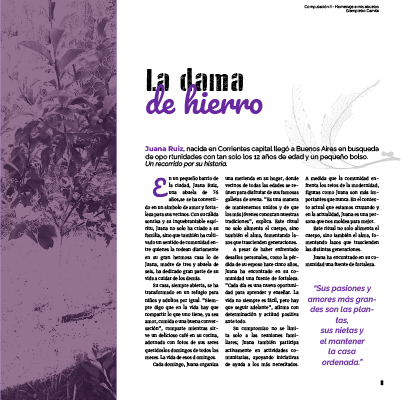 Computación II - Homenaje a mis abuelos
Giampietro Camila
La dama
de hierro
Juana Ruiz, nacida en Corrientes capital llegó a Buenos Aires en busqueda
de opo rtunidades con tan solo los 12 años de edad y un pequeño bolso.
Un recorrido por su historia.
En un pequeño barrio de
la ciudad, Juana Ruiz,
una abuela de 76
años, se ha converti-
do en un símbolo de amor y forta-
leza para sus vecinos. Con su cálida
sonrisa y su inquebrantable espí-
ritu, Juana no solo ha criado a su
familia, sino que también ha culti-
vado un sentido de comunidad en-
tre quienes la rodean diariamente
en su gran hermosa casa lo de
Juana, madre de tres y abuela de
seis, ha dedicado gran parte de su
vida a cuidar de los demás.
Su casa, siempre abierta, se ha
transformado en un refugio para
niños y adultos por igual. "Siem-
pre digo que en la vida hay que
compartir lo que uno tiene, ya sea
amor, comida o una buena conver-
sación", comparte mientras sir-
ve un delicioso café en su cocina,
adornada con fotos de sus seres
queridos los domingos de todos los
meses. La vida de esos domingos.
Cada domingo, Juana organiza
una merienda en su hogar, donde
vecinos de todas las edades se re-
únen para disfrutar de sus famosas
galletas de avena. "Es una manera
de mantenernos unidos y de que
los más jóvenes conozcan nuestras
tradiciones", explica. Este ritual
no solo alimenta el cuerpo, sino
también el alma, fomentando la-
zos que trascienden generaciones.
A pesar de haber enfrentado
desafíos personales, como la pér-
dida de su esposo hace cinco años,
Juana ha encontrado en su co-
munidad una fuente de fortaleza.
"Cada día es una nueva oportuni-
dad para aprender y enseñar. La
vida no siempre es fácil, pero hay
que seguir adelante", afirma con
determinación y actitud positiva
ante todo.
Su compromiso no se limi-
ta solo a las reuniones fami-
liares; Juana también participa
activamente en actividades co-
munitarias, apoyando iniciativas
de ayuda a los más necesitados.
A medida que la comunidad en-
frenta los retos de la modernidad,
figuras como Juana son más im-
portantes que nunca. En el contex-
to actual que estamos cruzando y
en la actualidad, Juana es una per-
sona que nos moldea para mejor.
Este ritual no solo alimenta el
cuerpo, sino también el alma, fo-
mentando lazos que trascienden
las distintas generaciones.
Juana ha encontrado en su co-
munidad una fuente de fortaleza.
"Sus pasiones y
amores más gran-
des son las plan-
tas,
sus nietas y
el mantener
la casa
ordenada."